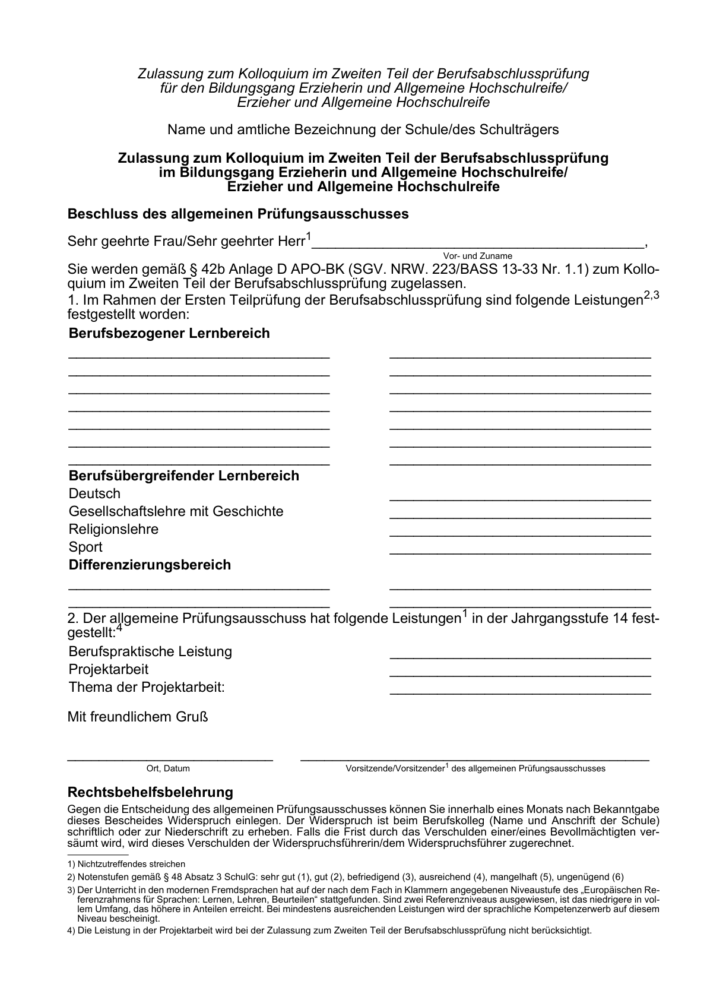 Zulassung zum Kolloquium im Zweiten Teil der Berufsabschlussprüfung
für den Bildungsgang Erzieherin und Allgemeine Hochschulreife/
Erzieher und Allgemeine Hochschulreife
Name und amtliche Bezeichnung der Schule/des Schulträgers
Zulassung zum Kolloquium im Zweiten Teil der Berufsabschlussprüfung
im Bildungsgang Erzieherin und Allgemeine Hochschulreife/
Erzieher und Allgemeine Hochschulreife
Beschluss des allgemeinen Prüfungsausschusses
Sehr geehrte Frau/Sehr geehrter Herr1__________________________________________,
Vor- und Zuname
Sie werden gemäß § 42b Anlage D APO-BK (SGV. NRW. 223/BASS 13-33 Nr. 1.1) zum Kollo-
quium im Zweiten Teil der Berufsabschlussprüfung zugelassen.
1. Im Rahmen der Ersten Teilprüfung der Berufsabschlussprüfung sind folgende Leistungen2,3
festgestellt worden:
Berufsbezogener Lernbereich
Berufsübergreifender Lernbereich
Deutsch
Gesellschaftslehre mit Geschichte
Religionslehre
Sport
Differenzierungsbereich
2. Der allgemeine Prüfungsausschuss hat folgende Leistungen1 in der Jahrgangsstufe 14 fest-
gestellt:4
Berufspraktische Leistung
Projektarbeit
Thema der Projektarbeit:
Mit freundlichem Gruß
Ort, Datum
Vorsitzende/Vorsitzender1 des allgemeinen Prüfungsausschusses
Rechtsbehelfsbelehrung
Gegen die Entscheidung des allgemeinen Prüfungsausschusses können Sie innerhalb eines Monats nach Bekanntgabe
dieses Bescheides Widerspruch einlegen. Der Widerspruch ist beim Berufskolleg (Name und Anschrift der Schule)
schriftlich oder zur Niederschrift zu erheben. Falls die Frist durch das Verschulden einer/eines Bevollmächtigten ver-
säumt wird, wird dieses Verschulden der Widerspruchsführerin/dem Widerspruchsführer zugerechnet.
1) Nichtzutreffendes streichen
2) Notenstufen gemäß § 48 Absatz 3 SchulG: sehr gut (1), gut (2), befriedigend (3), ausreichend (4), mangelhaft (5), ungenügend (6)
3) Der Unterricht in den modernen Fremdsprachen hat auf der nach dem Fach in Klammern angegebenen Niveaustufe des „Europäischen Re-
ferenzrahmens für Sprachen: Lernen, Lehren, Beurteilen“ stattgefunden. Sind zwei Referenzniveaus ausgewiesen, ist das niedrigere in vol-
lem Umfang, das höhere in Anteilen erreicht. Bei mindestens ausreichenden Leistungen wird der sprachliche Kompetenzerwerb auf diesem
Niveau bescheinigt.
4) Die Leistung in der Projektarbeit wird bei der Zulassung zum Zweiten Teil der Berufsabschlussprüfung nicht berücksichtigt.